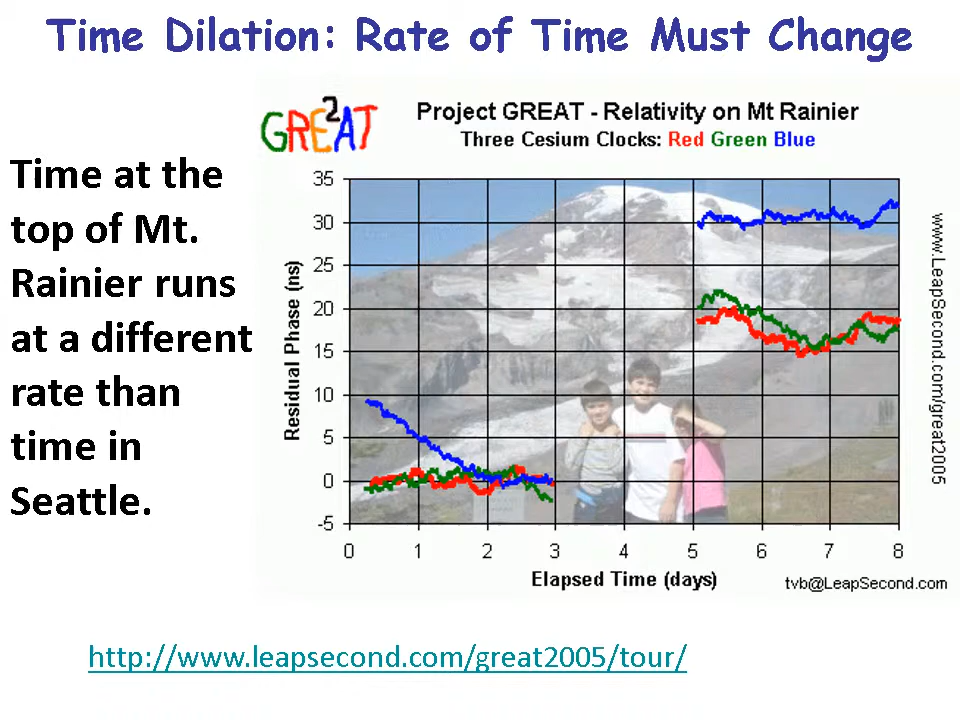 Time Dilation: Rate of Time Must Change
Time at the
top of Mt.
Rainier runs
at a different
rate than
time in
Seattle.
GRE2AT
Project GREAT - Relativity on Mt Rainier
Three Cesium Clocks: Red Green Blue
35
30
25
20
15
10
5
0
-5
Residual Phase (ns)
0 1 2 3 4 5 6 7 8
Elapsed Time (days)
www.LeapSecond.com/great2005
tvb@LeapSecond.com
http://www.leapsecond.com/great2005/tour/